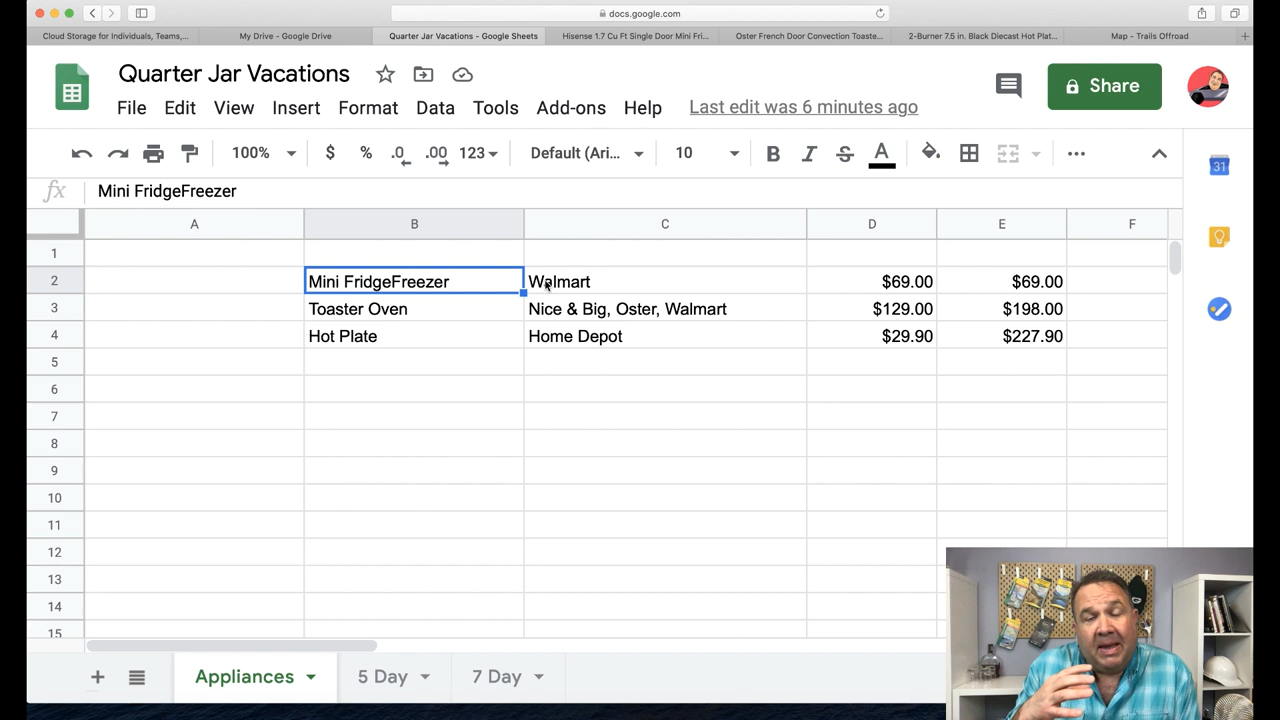 docs.google.com
Cloud Storage for Individuals, Teams,... My Drive - Google Drive Quarter Jar Vacations - Google Sheets Hisense 1.7 Cu Ft Single Door Mini Fri... Oster French Door Convection Toaste... 2-Burner 7.5 in. Black Diecast Hot Plat... Map - Trails Offroad
Quarter Jar Vacations
Share
File Edit View Insert Format Data Tools Add-ons Help Last edit was 6 minutes ago
100% $ % .0 .00 123 Default (Ari... 10 B I S A
31
fx Mini FridgeFreezer
A B C D E F
1
2 Mini FridgeFreezer Walmart $69.00 $69.00
3 Toaster Oven Nice & Big, Oster, Walmart $129.00 $198.00
4 Hot Plate Home Depot $29.90 $227.90
5
6
7
8
9
10
11
12
13
14
15
Appliances 5 Day 7 Day